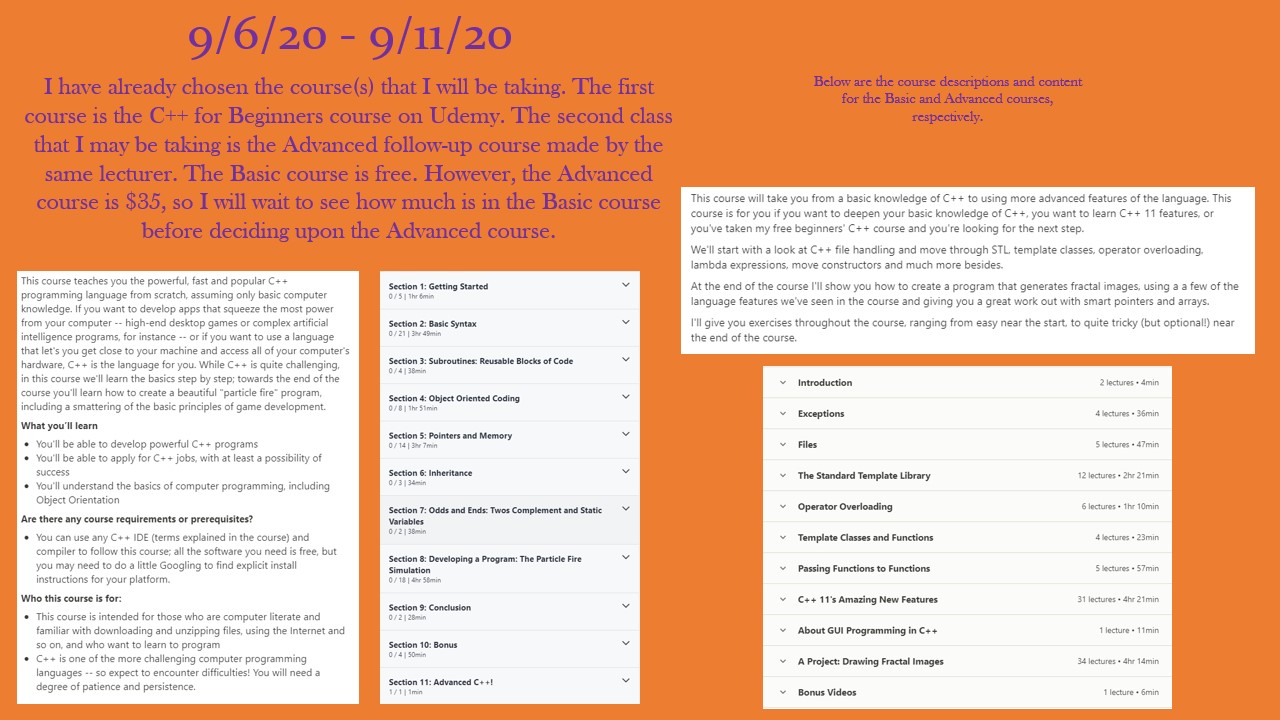 9/6/20 - 9/11/20
I have already chosen the course(s) that I will be taking. The first
course is the C++ for Beginners course on Udemy. The second class
that I may be taking is the Advanced follow-up course made by the
same lecturer. The Basic course is free. However, the Advanced
course is $35, so I will wait to see how much is in the Basic course
before deciding upon the Advanced course.
This course teaches you the powerful, fast and popular C++
programming language from scratch, assuming only basic computer
knowledge. If you want to develop apps that squeeze the most power
from your computer -- high-end desktop games or complex artificial
intelligence programs, for instance -- or if you want to use a language
that let's you get close to your machine and access all of your computer's
hardware, C++ is the language for you. While C++ is quite challenging,
in this course we'll learn the basics step by step; towards the end of the
course you'll learn how to create a beautiful "particle fire" program,
including a smattering of the basic principles of game development.
What you'll learn
• You'll be able to develop powerful C++ programs
• You'll be able to apply for C++ jobs, with at least a possibility of
success
• You'll understand the basics of computer programming, including
Object Orientation
Are there any course requirements or prerequisites?
• You can use any C++ IDE (terms explained in the course) and
compiler to follow this course; all the software you need is free, but
you may need to do a little Googling to find explicit install
instructions for your platform.
Who this course is for:
• This course is intended for those who are computer literate and
familiar with downloading and unzipping files, using the Internet and
so on, and who want to learn to program
• C++ is one of the more challenging computer programming
languages -- so expect to encounter difficulties! You will need a
degree of patience and persistence.
Section 1: Getting Started
0 / 5 | 1hr 6min
Section 2: Basic Syntax
0 / 21 | 3hr 49min
Section 3: Subroutines: Reusable Blocks of Code
0 / 4 | 38min
Section 4: Object Oriented Coding
0 / 8 | 1hr 51min
Section 5: Pointers and Memory
0 / 14 | 3hr 7min
Section 6: Inheritance
0 / 3 | 34min
Section 7: Odds and Ends: Twos Complement and Static
Variables
0 / 2 | 38min
Section 8: Developing a Program: The Particle Fire
Simulation
0 / 18 | 4hr 58min
Section 9: Conclusion
0 / 2 | 28min
Section 10: Bonus
0 / 4 | 50min
Section 11: Advanced C++!
1 / 1 | 1min
Below are the course descriptions and content
for the Basic and Advanced courses,
respectively.
This course will take you from a basic knowledge of C++ to using more advanced features of the language. This
course is for you if you want to deepen your basic knowledge of C++, you want to learn C++ 11 features, or
you've taken my free beginners' C++ course and you're looking for the next step.
We'll start with a look at C++ file handling and move through STL, template classes, operator overloading,
lambda expressions, move constructors and much more besides.
At the end of the course I'll show you how to create a program that generates fractal images, using a a few of the
language features we've seen in the course and giving you a great work out with smart pointers and arrays.
I'll give you exercises throughout the course, ranging from easy near the start, to quite tricky (but optional!) near
the end of the course.
Introduction 2 lectures • 4min
Exceptions 4 lectures • 36min
Files 5 lectures • 47min
The Standard Template Library 12 lectures • 2hr 21min
Operator Overloading 6 lectures • 1hr 10min
Template Classes and Functions 4 lectures • 23min
Passing Functions to Functions 5 lectures • 57min
C++ 11's Amazing New Features 31 lectures • 4hr 21min
About GUI Programming in C++ 1 lecture • 11min
A Project: Drawing Fractal Images 34 lectures • 4hr 14min
Bonus Videos 1 lecture • 6min